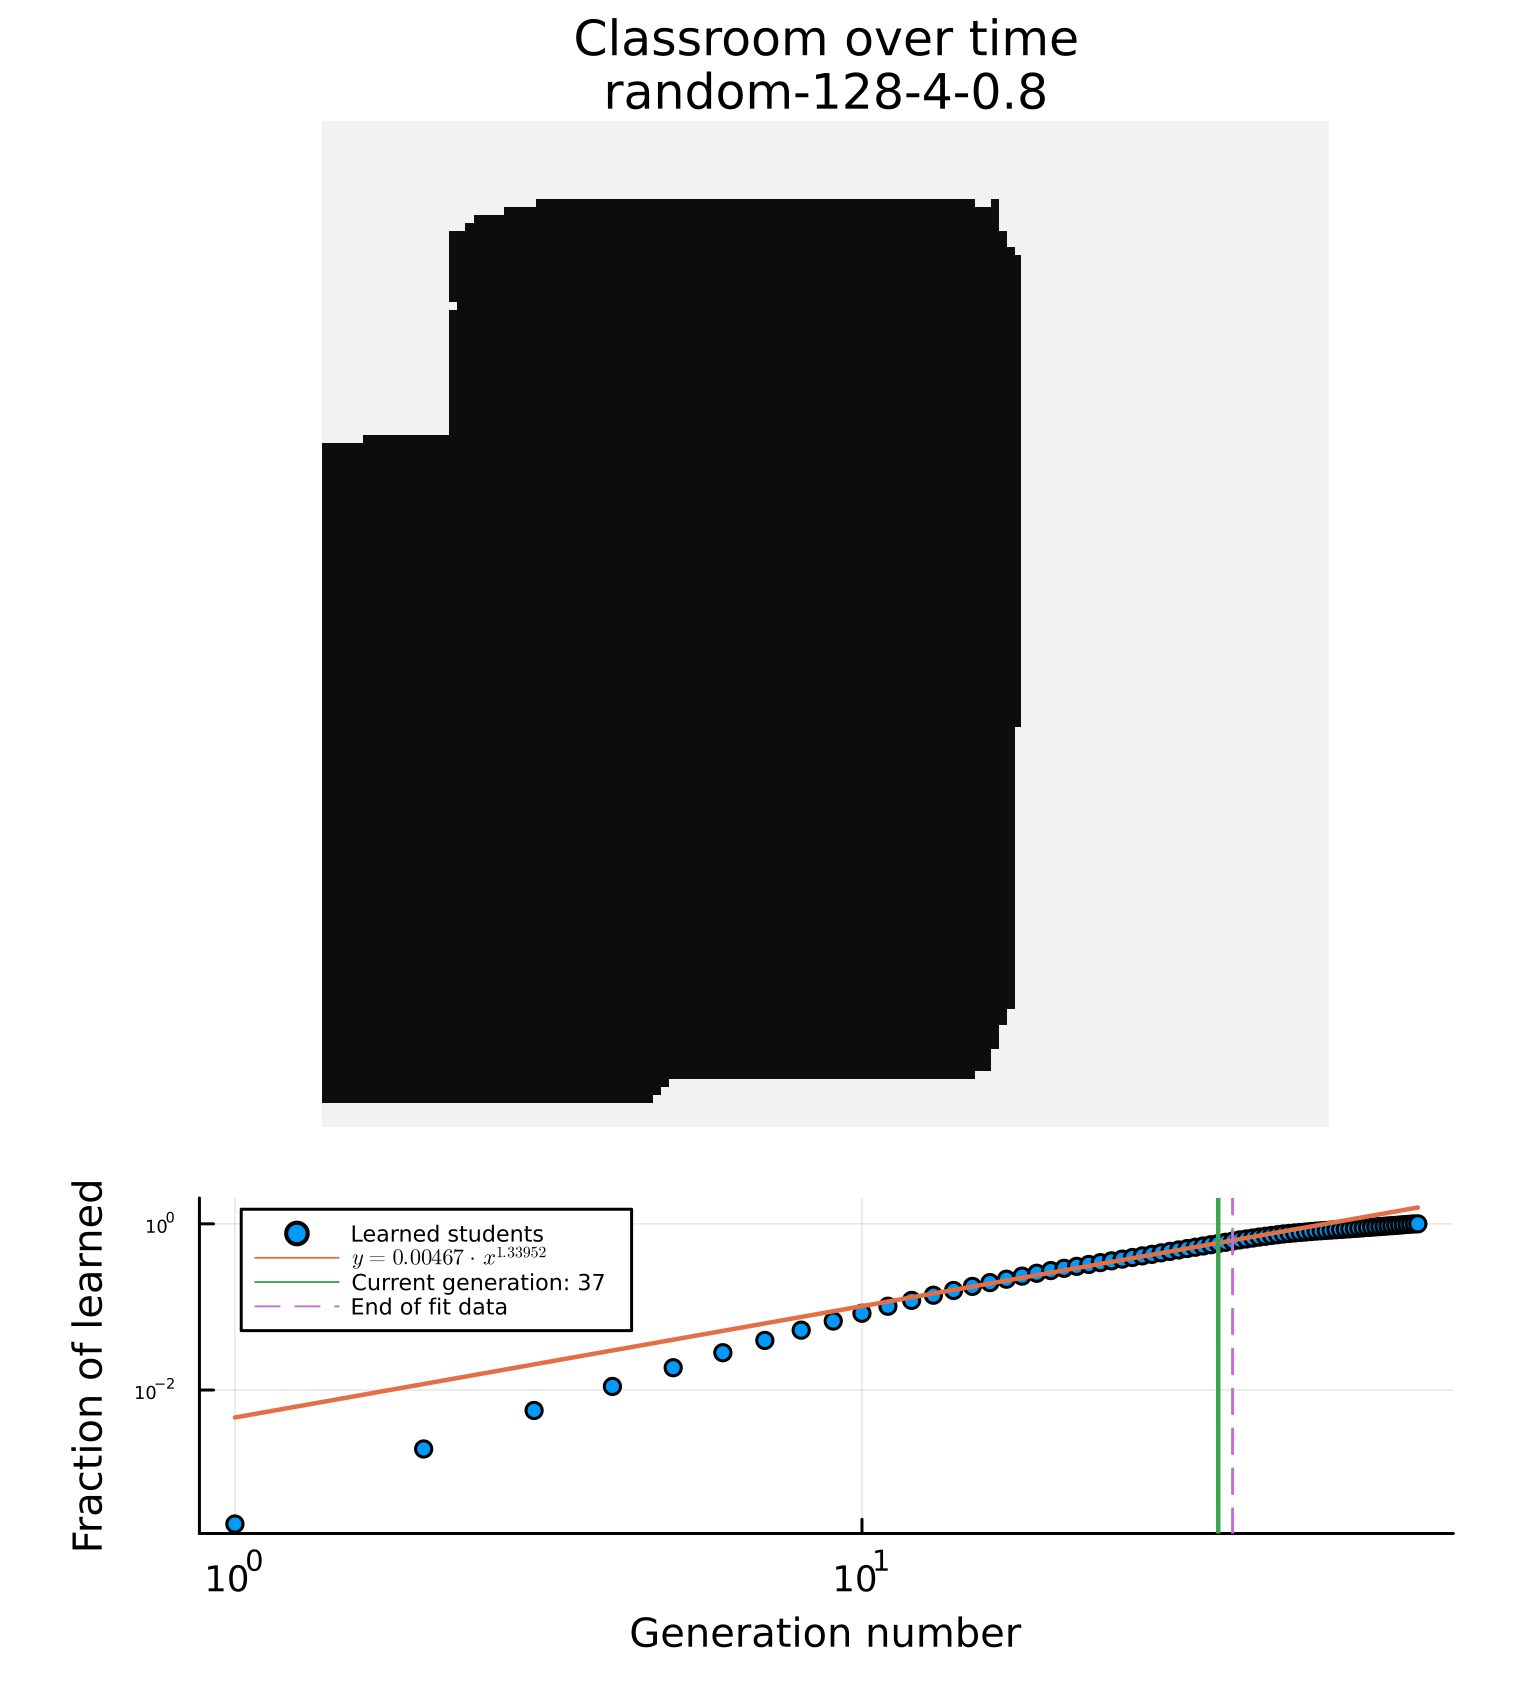 Classroom over time
random-128-4-0.8
Fraction of learned
10⁰
10⁻²
Learned students
y = 0.00467 · x^1.33952
Current generation: 37
End of fit data
10⁰
10¹
Generation number